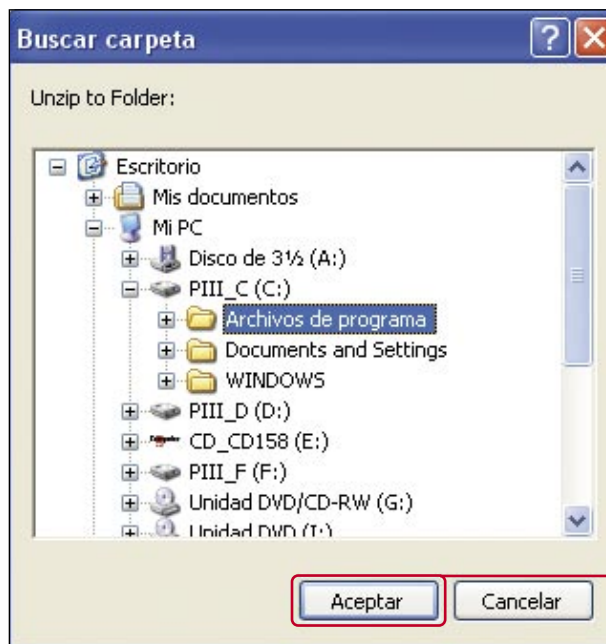 Buscar carpeta
Unzip to Folder:
Escritorio
Mis documentos
Mi PC
Disco de 3½ (A:)
PIII_C (C:)
Archivos de programa
Documents and Settings
WINDOWS
PIII_D (D:)
CD_CD158 (E:)
PIII_F (F:)
Unidad DVD/CD-RW (G:)
Unidad DVD (I:)
Aceptar Cancelar